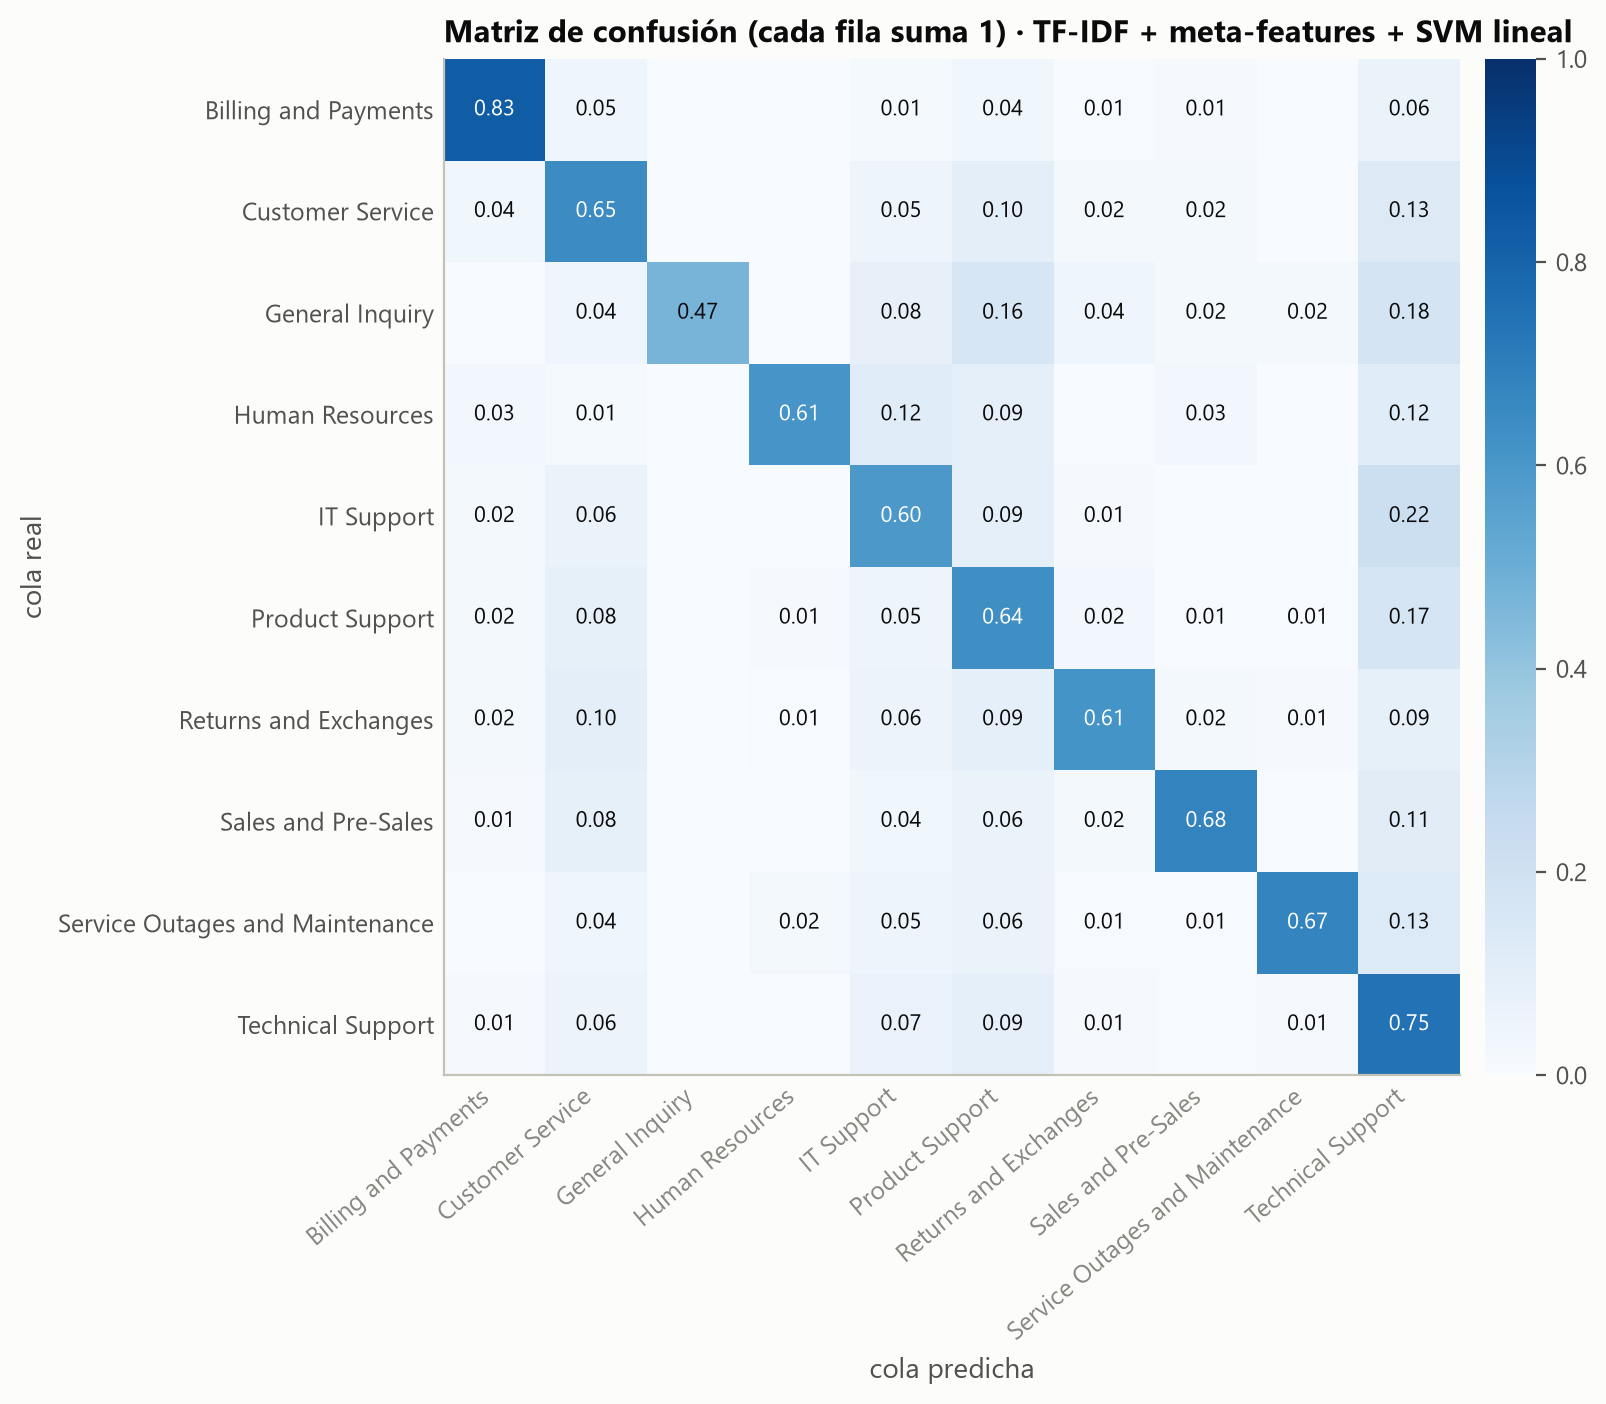 Matriz de confusión (cada fila suma 1) · TF-IDF + meta-features + SVM lineal
Billing and Payments 0.83 0.05 0.01 0.04 0.01 0.01 0.06
Customer Service 0.04 0.65 0.05 0.10 0.02 0.02 0.13
General Inquiry 0.04 0.47 0.08 0.16 0.04 0.02 0.02 0.18
Human Resources 0.03 0.01 0.61 0.12 0.09 0.03 0.12
IT Support 0.02 0.06 0.60 0.09 0.01 0.22
Product Support 0.02 0.08 0.01 0.05 0.64 0.02 0.01 0.01 0.17
Returns and Exchanges 0.02 0.10 0.01 0.06 0.09 0.61 0.02 0.01 0.09
Sales and Pre-Sales 0.01 0.08 0.04 0.06 0.02 0.68 0.11
Service Outages and Maintenance 0.04 0.02 0.05 0.06 0.01 0.01 0.67 0.13
Technical Support 0.01 0.06 0.07 0.09 0.01 0.01 0.75
cola real
Billing and Payments
Customer Service
General Inquiry
Human Resources
IT Support
Product Support
Returns and Exchanges
Sales and Pre-Sales
Service Outages and Maintenance
Technical Support
cola predicha
1.0
0.8
0.6
0.4
0.2
0.0